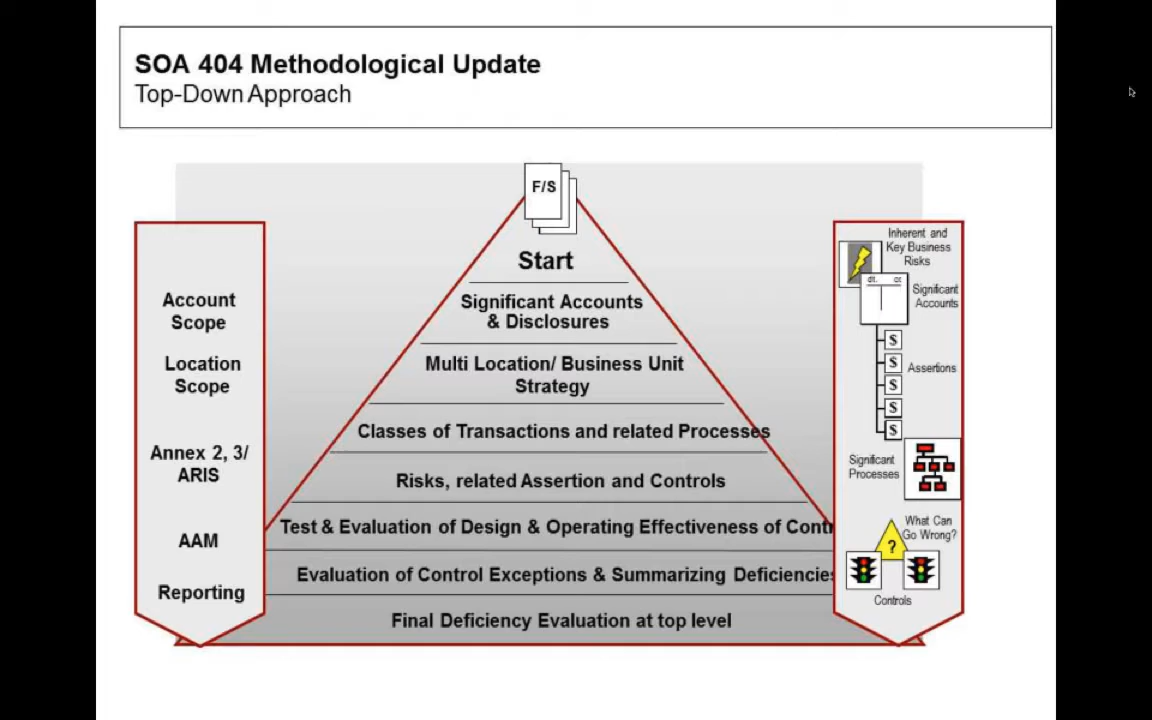 SOA 404 Methodological Update
Top-Down Approach
F/S
Start
Significant Accounts
& Disclosures
Multi Location/ Business Unit
Strategy
Classes of Transactions and related Processes
Risks, related Assertion and Controls
Test & Evaluation of Design & Operating Effectiveness of Contr
Evaluation of Control Exceptions & Summarizing Deficiencies
Final Deficiency Evaluation at top level
Account
Scope
Location
Scope
Annex 2, 3/
ARIS
AAM
Reporting
Inherent and
Key Business
Risks
dt. ct
Significant
Accounts
$
$
$
$
$
Assertions
Significant
Processes
What Can
Go Wrong?
?
Controls